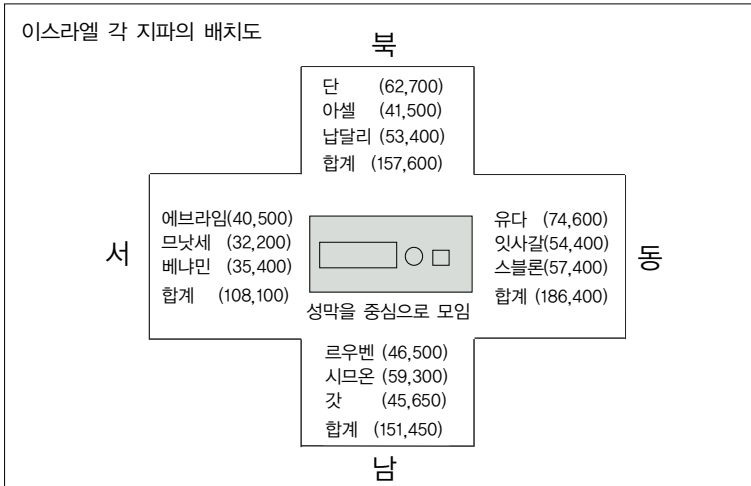 이스라엘 각 지파의 배치도
북
단 (62,700)
아셀 (41,500)
납달리 (53,400)
합계 (157,600)
서
에브라임(40,500)
므낫세 (32,200)
베냐민 (35,400)
합계 (108,100)
성막을 중심으로 모임
유다 (74,600)
잇사갈(54,400)
스블론(57,400)
합계 (186,400)
동
르우벤 (46,500)
시므온 (59,300)
갓 (45,650)
합계 (151,450)
남